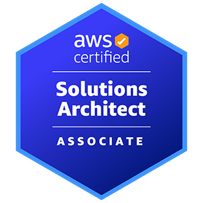 aws
certified
Solutions
Architect
ASSOCIATE